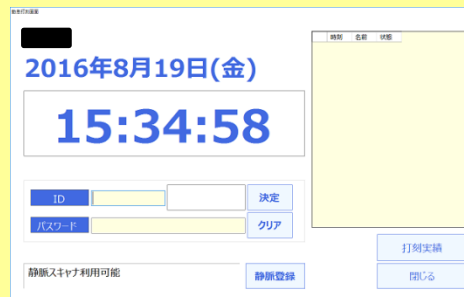 勤怠打刻画面
時刻 名前 状態
2016年8月19日(金)
15:34:58
ID
決定
パスワード
クリア
打刻実績
静脈スキャナ利用可能
静脈登録
閉じる